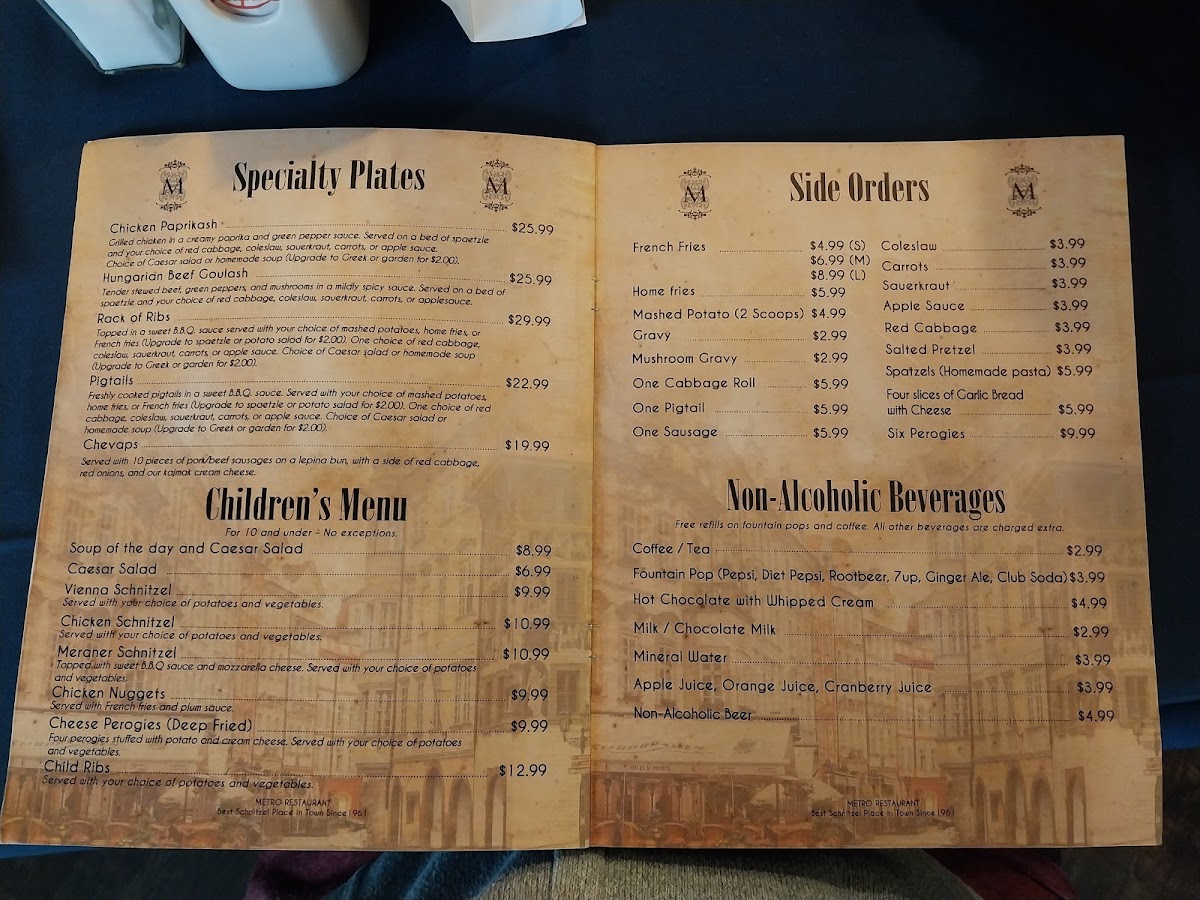 M
Specialty Plates
M
Chicken Paprikash $25.99
Grilled chicken in a creamy paprika and green pepper sauce. Served on a bed of spaetzle
and your choice of red cabbage, coleslaw, sauerkraut, carrots, or apple sauce.
Choice of Caesar salad or homemade soup (Upgrade to Greek or garden for $2.00).
Hungarian Beef Goulash $25.99
Tender stewed beef, green peppers, and mushrooms in a mildly spicy sauce. Served on a bed of
spaetzle and your choice of red cabbage, coleslaw, sauerkraut, carrots, or applesauce.
Rack of Ribs $29.99
Topped in a sweet B.B.Q. sauce served with your choice of mashed potatoes, home fries, or
French fries (Upgrade to spaetzle or potato salad for $2.00). One choice of red cabbage,
coleslaw, sauerkraut, carrots, or apple sauce. Choice of Caesar salad or homemade soup
(Upgrade to Greek or garden for $2.00).
Pigtails $22.99
Freshly cooked pigtails in a sweet B.B.Q. sauce. Served with your choice of mashed potatoes,
home fries, or French fries (Upgrade to spaetzle or potato salad for $2.00). One choice of red
cabbage, coleslaw, sauerkraut, carrots, or apple sauce. Choice of Caesar salad or
homemade soup (Upgrade to Greek or garden for $2.00).
Chevaps $19.99
Served with 10 pieces of pork/beef sausages on a lepina bun, with a side of red cabbage,
red onions, and our kajmak cream cheese.
Children's Menu
For 10 and under - No exceptions.
Soup of the day and Caesar Salad $8.99
Caesar Salad $6.99
Vienna Schnitzel $9.99
Served with your choice of potatoes and vegetables.
Chicken Schnitzel $10.99
Served with your choice of potatoes and vegetables.
Meraner Schnitzel $10.99
Topped with sweet B.B.Q sauce and mozzarella cheese. Served with your choice of potatoes
and vegetables.
Chicken Nuggets $9.99
Served with French fries and plum sauce.
Cheese Perogies (Deep Fried) $9.99
Four perogies stuffed with potato and cream cheese. Served with your choice of potatoes
and vegetables.
Child Ribs $12.99
Served with your choice of potatoes and vegetables.
METRO RESTAURANT
Best Schnitzel Place in Town Since 1961
M
Side Orders
M
French Fries $4.99 (S)
$6.99 (M)
$8.99 (L)
Home fries $5.99
Mashed Potato (2 Scoops) $4.99
Gravy $2.99
Mushroom Gravy $2.99
One Cabbage Roll $5.99
One Pigtail $5.99
One Sausage $5.99
Coleslaw $3.99
Carrots $3.99
Sauerkraut $3.99
Apple Sauce $3.99
Red Cabbage $3.99
Salted Pretzel $3.99
Spatzels (Homemade pasta) $5.99
Four slices of Garlic Bread
with Cheese $5.99
Six Perogies $9.99
Non-Alcoholic Beverages
Free refills on fountain pops and coffee. All other beverages are charged extra.
Coffee / Tea $2.99
Fountain Pop (Pepsi, Diet Pepsi, Rootbeer, 7up, Ginger Ale, Club Soda) $3.99
Hot Chocolate with Whipped Cream $4.99
Milk / Chocolate Milk $2.99
Mineral Water $3.99
Apple Juice, Orange Juice, Cranberry Juice $3.99
Non-Alcoholic Beer $4.99
METRO RESTAURANT
Best Schnitzel Place in Town Since 1961